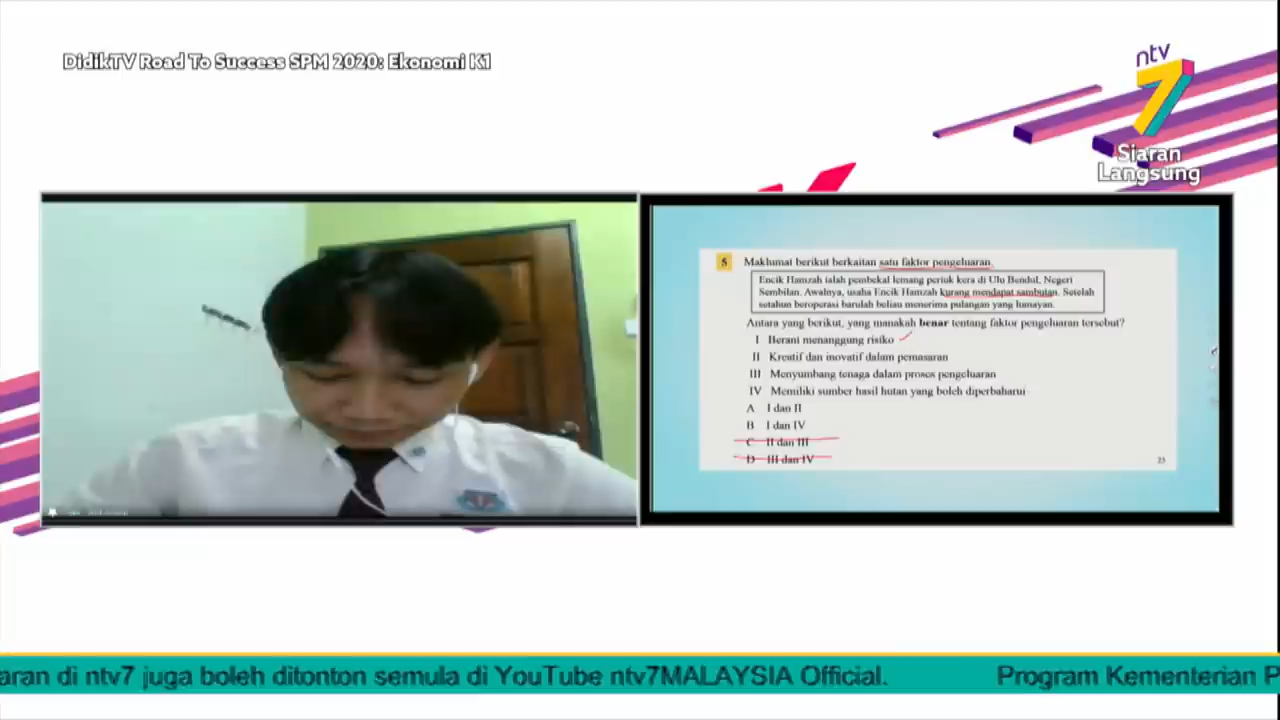 DidikTV Road To Success SPM 2020: Ekonomi K1
ntv
7
Siaran
Langsung
5 Maklumat berikut berkaitan satu faktor pengeluaran.
Encik Hamzah ialah pembekal lemang periuk kera di Ulu Bendul, Negeri
Sembilan. Awalnya, usaha Encik Hamzah kurang mendapat sambutan. Setelah
setahun beroperasi barulah beliau menerima pulangan yang lumayan.
Antara yang berikut, yang manakah benar tentang faktor pengeluaran tersebut?
I Berani menanggung risiko
II Kreatif dan inovatif dalam pemasaran
III Menyumbang tenaga dalam proses pengeluaran
IV Memiliki sumber hasil hutan yang boleh diperbaharui
A I dan II
B I dan IV
C II dan III
D III dan IV
23
aran di ntv7 juga boleh ditonton semula di YouTube ntv7MALAYSIA Official. Program Kementerian P